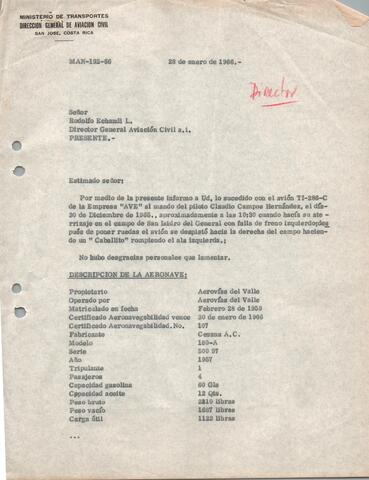 MINISTERIO DE TRANSPORTES
DIRECCION GENERAL DE AVIACION CIVIL
SAN JOSE, COSTA RICA
MAN-192-66 28 de enero de 1966.-
Director
Señor
Rodolfo Echandi L.
Director General Aviación Civil a.i.
PRESENTE.-
Estimado señor:
Por medio de la presente informo a Ud, lo sucedido con el avión TI-286-C
de la Empresa "AVE" al mando del piloto Claudio Campos Hernández, el día
20 de Diciembre de 1965., aproximadamente a las 10:30 cuando hacía su ate-
rrizaje en el campo de San Isidro del General con falla de freno izquierdo,des
pués de poner ruedas el avión se despistó hacia la derecha del campo hacien-
do un " Caballito" rompiendo el ala izquierda.;
No hubo desgracias personales que lamentar.
DESCRIPCION DE LA AERONAVE:
Propietario Aerovías del Valle
Operado por Aerovías del Valle
Matriculado en fecha Febrero 28 de 1959
Certificado Aeronavegabilidad vence 20 de enero de 1966
Certificado Aeronavegabilidad.No. 107
Fabricante Cessna A.C.
Modelo 180-A
Serie 500 97
Año 1957
Tripulante 1
Pasajeros 4
Capacidad gasolina 60 Gls
Capacidad aceite 12 Qts.
Peso bruto libras
Peso vacío libras
Carga útil 1122 libras
...